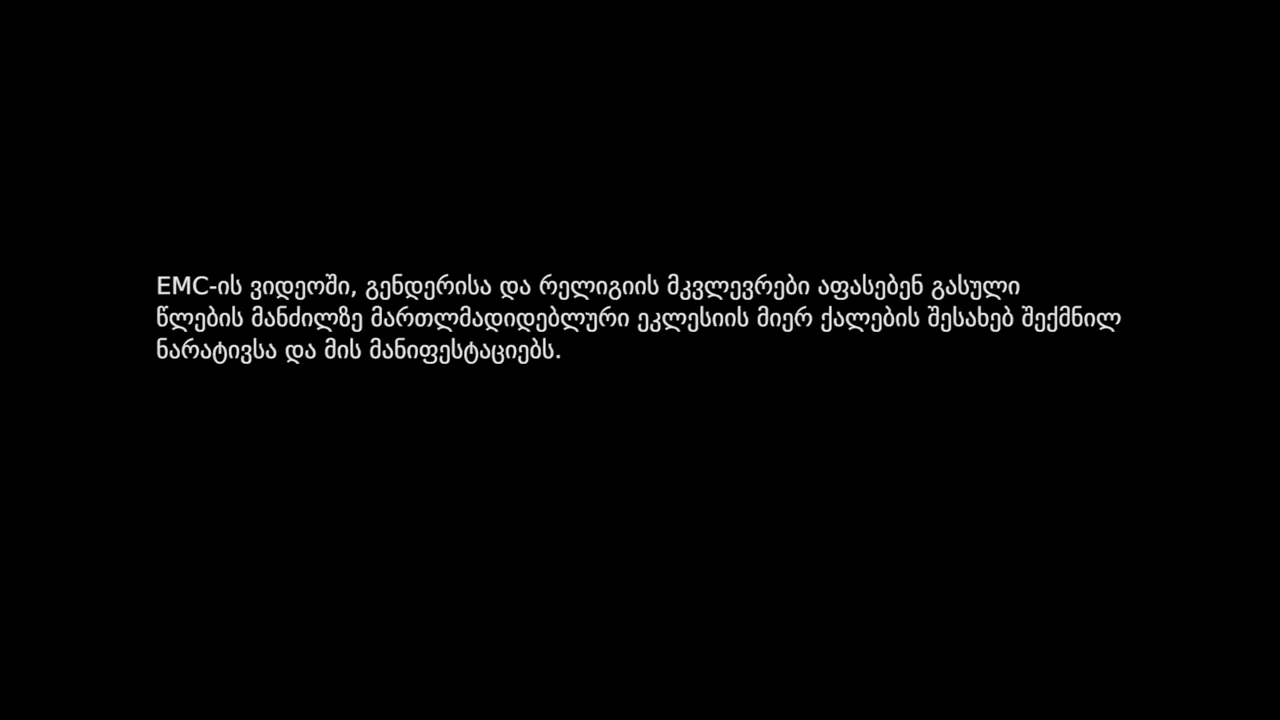 EMC-ის ვიდეოში, გენდერისა და რელიგიის მკვლევრები აფასებენ გასული
წლების მანძილზე მართლმადიდებლური ეკლესიის მიერ ქალების შესახებ შექმნილ
ნარატივსა და მის მანიფესტაციებს.